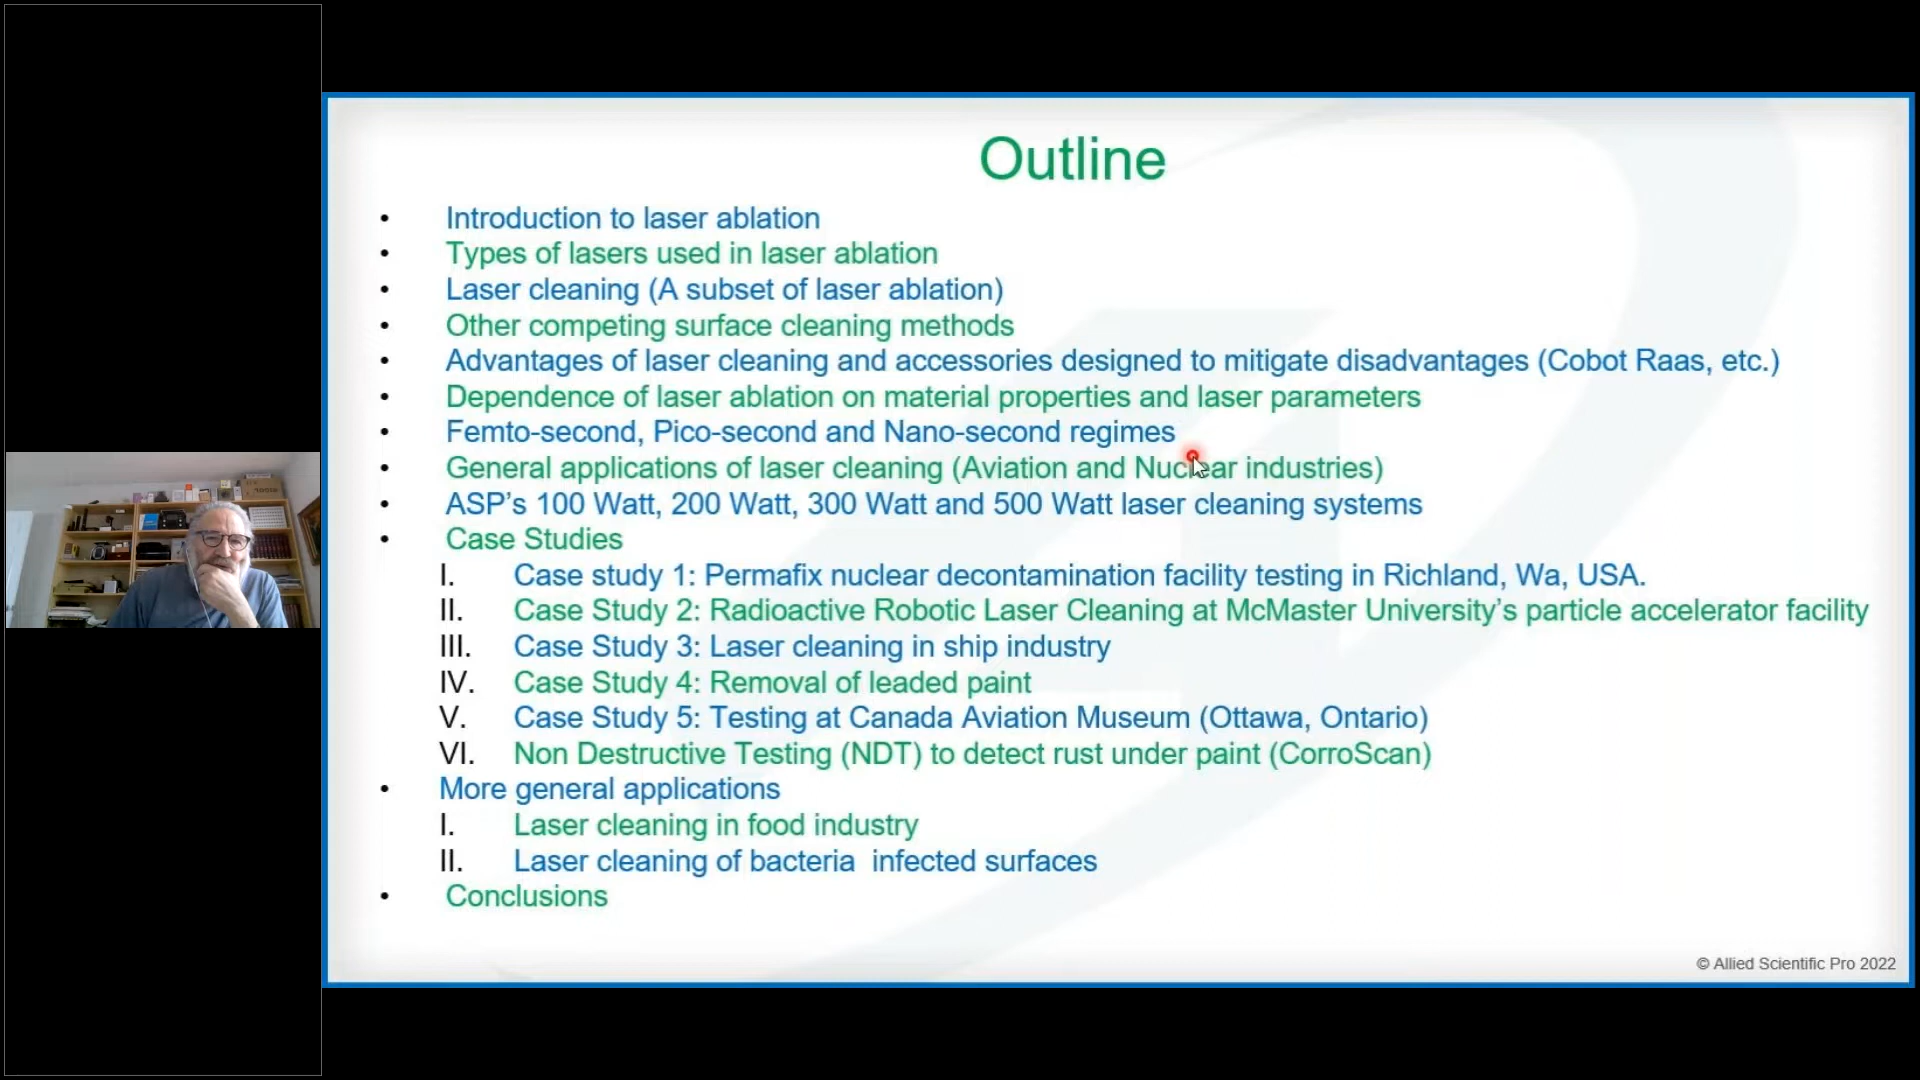 Outline
• Introduction to laser ablation
• Types of lasers used in laser ablation
• Laser cleaning (A subset of laser ablation)
• Other competing surface cleaning methods
• Advantages of laser cleaning and accessories designed to mitigate disadvantages (Cobot Raas, etc.)
• Dependence of laser ablation on material properties and laser parameters
• Femto-second, Pico-second and Nano-second regimes
• General applications of laser cleaning (Aviation and Nuclear industries)
• ASP's 100 Watt, 200 Watt, 300 Watt and 500 Watt laser cleaning systems
• Case Studies
I. Case study 1: Permafix nuclear decontamination facility testing in Richland, Wa, USA.
II. Case Study 2: Radioactive Robotic Laser Cleaning at McMaster University's particle accelerator facility
III. Case Study 3: Laser cleaning in ship industry
IV. Case Study 4: Removal of leaded paint
V. Case Study 5: Testing at Canada Aviation Museum (Ottawa, Ontario)
VI. Non Destructive Testing (NDT) to detect rust under paint (CorroScan)
• More general applications
I. Laser cleaning in food industry
II. Laser cleaning of bacteria  infected surfaces
• Conclusions
© Allied Scientific Pro 2022